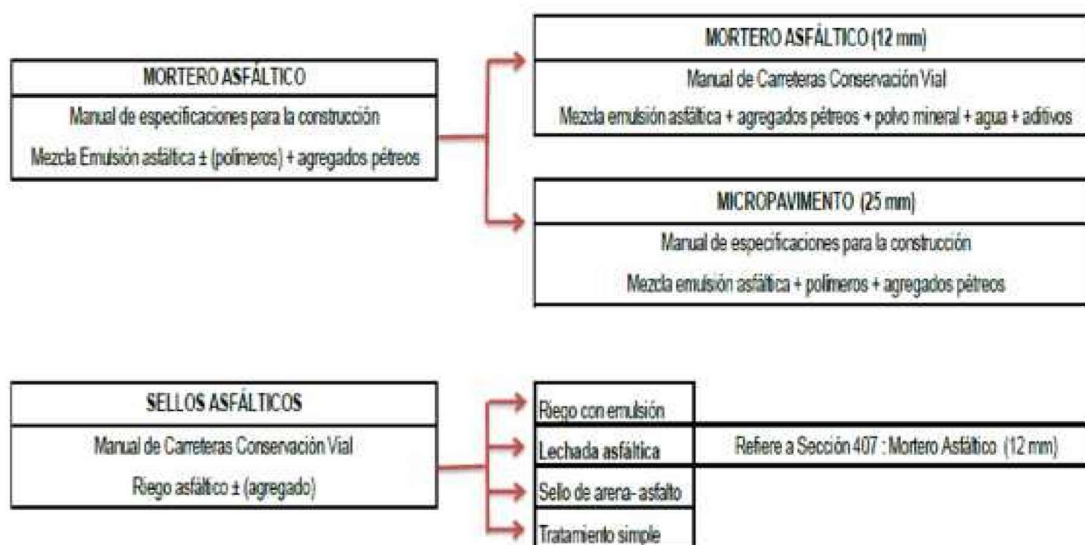 MORTERO ASFÁLTICO
Manual de especificaciones para la construcción
Mezcla Emulsión asfáltica ± (polímeros) + agregados pétreos
MORTERO ASFÁLTICO (12 mm)
Manual de Carreteras Conservación Vial
Mezcla emulsión asfáltica + agregados pétreos + polvo mineral + agua + aditivos
MICROPAVIMENTO (25 mm)
Manual de especificaciones para la construcción
Mezcla emulsión asfáltica + polímeros + agregados pétreos
SELLOS ASFÁLTICOS
Manual de Carreteras Conservación Vial
Riego asfáltico ± (agregado)
Riego con emulsión
Lechada asfáltica
Refiere a Sección 407 : Mortero Asfáltico (12 mm)
Sello de arena- asfalto
Tratamiento simple